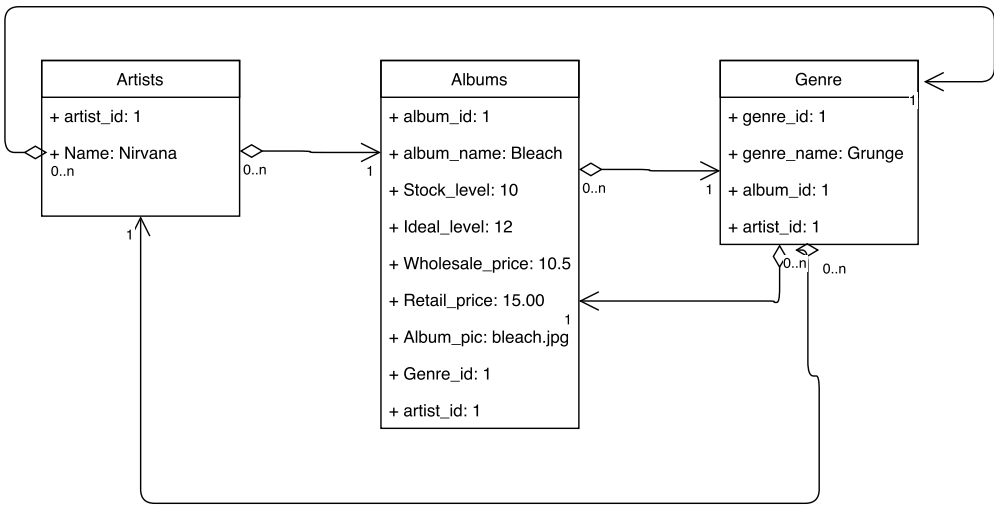 Artists
+ artist_id: 1
+ Name: Nirvana
0..n
0..n
1
1
Albums
+ album_id: 1
+ album_name: Bleach
+ Stock_level: 10
+ Ideal_level: 12
+ Wholesale_price: 10.5
+ Retail_price: 15.00
1
+ Album_pic: bleach.jpg
+ Genre_id: 1
+ artist_id: 1
0..n
1
Genre
1
+ genre_id: 1
+ genre_name: Grunge
+ album_id: 1
+ artist_id: 1
0..n
0..n